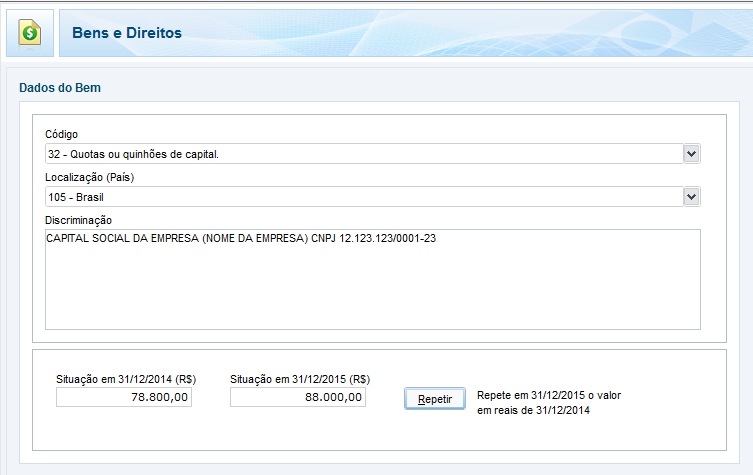 Bens e Direitos
Dados do Bem
Código
32 - Quotas ou quinhões de capital.
Localização (País)
105 - Brasil
Discriminação
CAPITAL SOCIAL DA EMPRESA (NOME DA EMPRESA) CNPJ 12.123.123/0001-23
Situação em 31/12/2014 (R$) Situação em 31/12/2015 (R$)
78.800,00 88.000,00 Repetir Repete em 31/12/2015 o valor
em reais de 31/12/2014